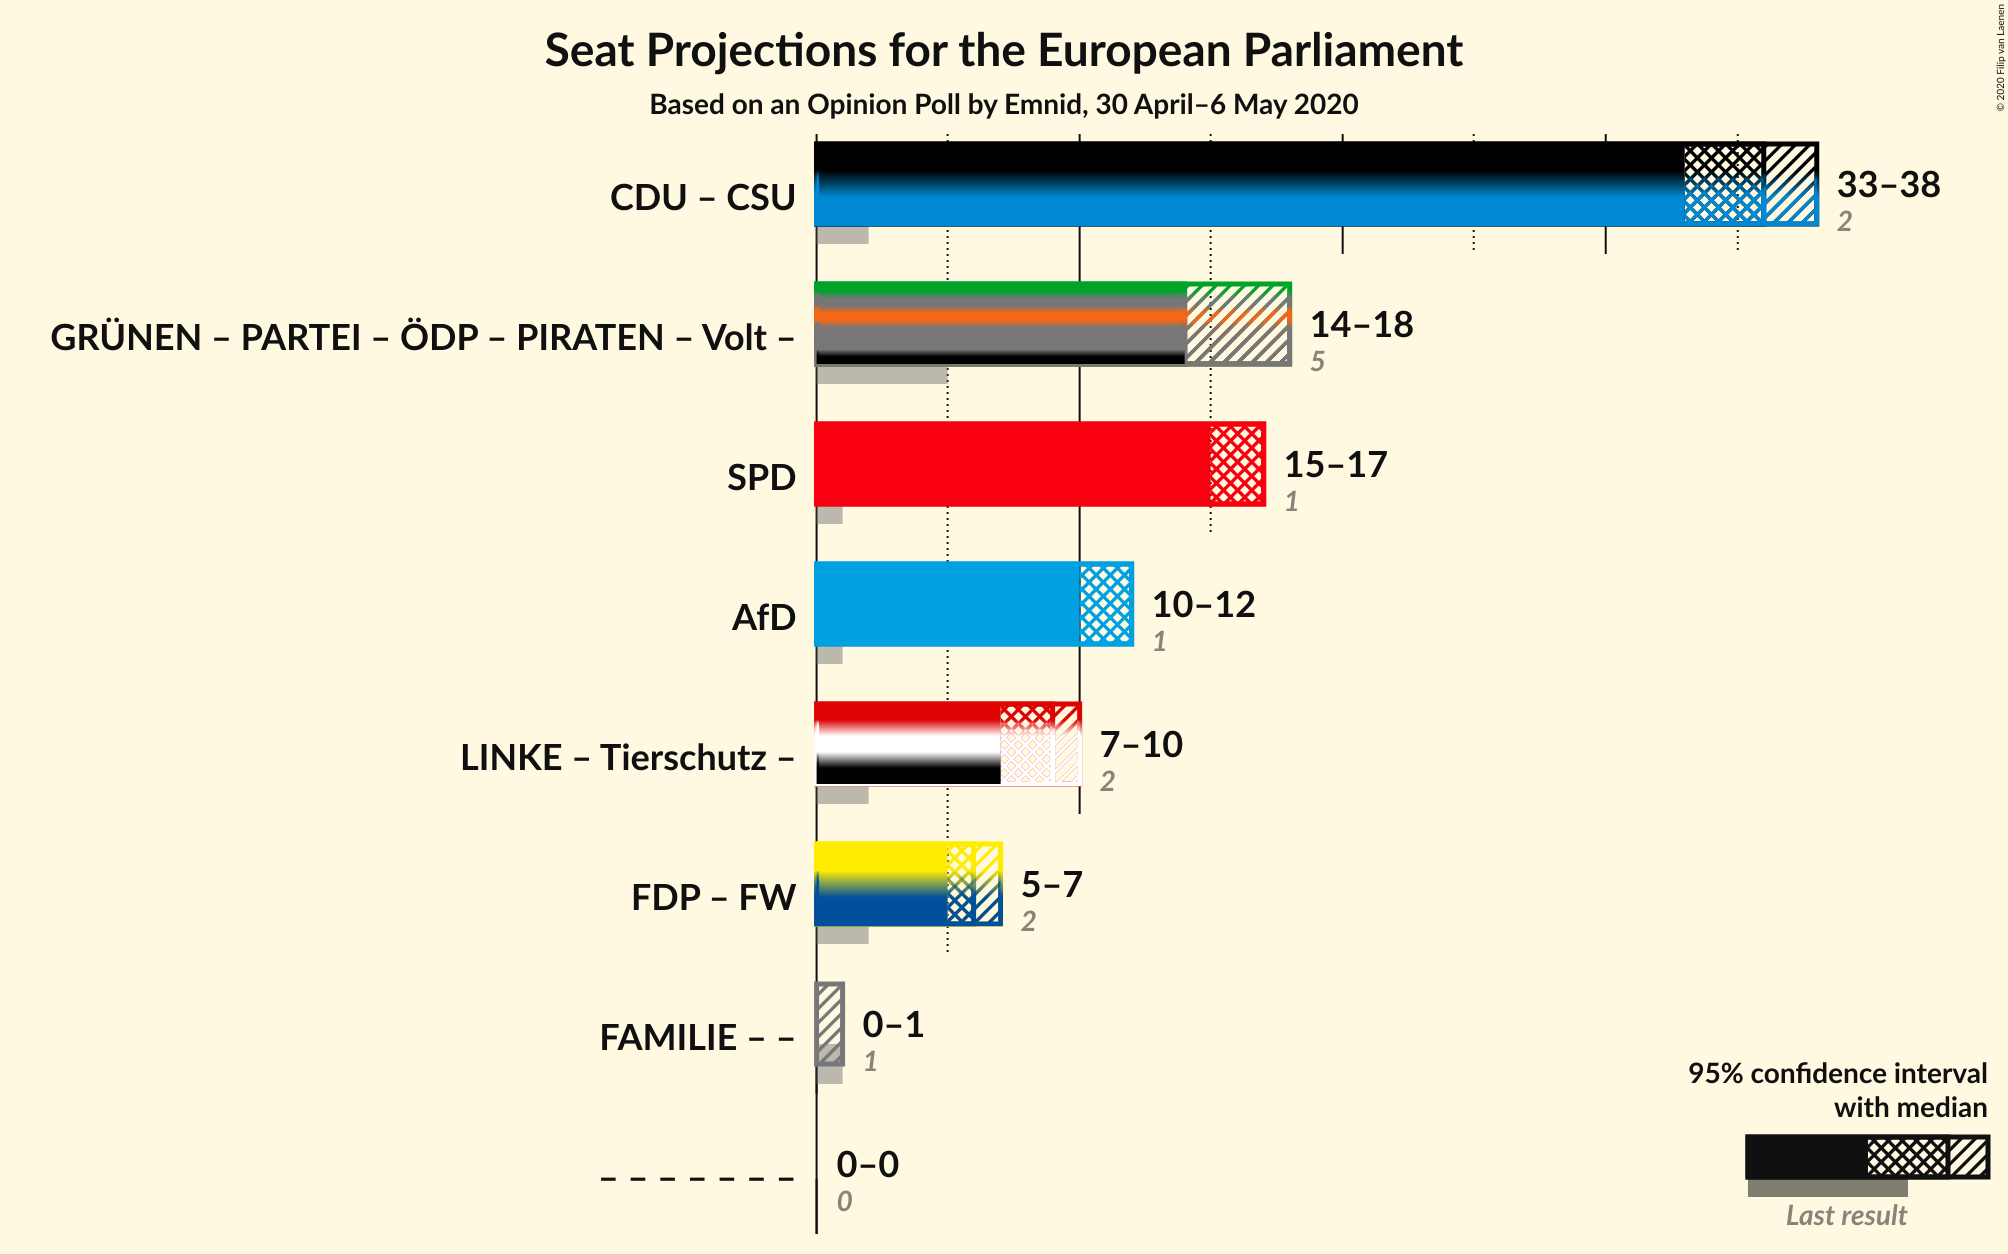 Seat Projections for the European Parliament
Based on an Opinion Poll by Emnid, 30 April–6 May 2020
© 2020 Filip van Laenen
CDU – CSU
33–38
2
GRÜNEN – PARTEI – ÖDP – PIRATEN – Volt –
14–18
5
SPD
15–17
1
AfD
10–12
1
LINKE – Tierschutz –
7–10
2
FDP – FW
5–7
2
FAMILIE – –
0–1
1
– – – – – – –
0–0
0
95% confidence interval
with median
Last result